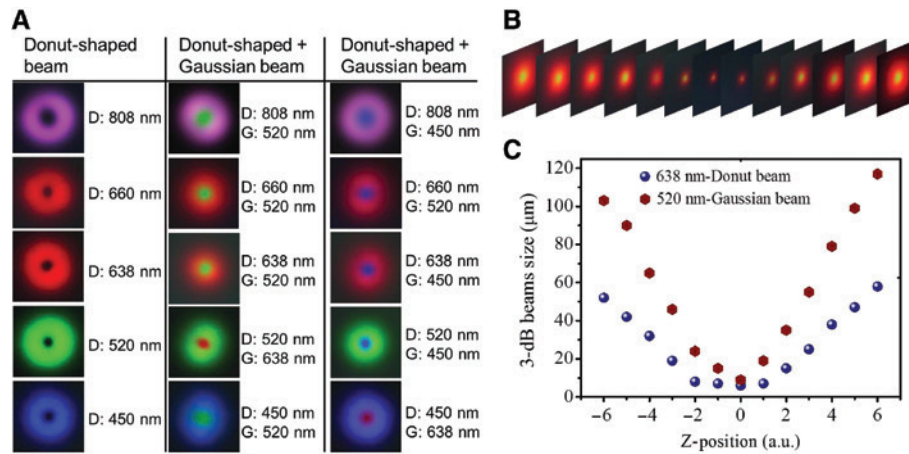 A
Donut-shaped beam
Donut-shaped + Gaussian beam
Donut-shaped + Gaussian beam
D: 808 nm
D: 808 nm
G: 520 nm
D: 808 nm
G: 450 nm
D: 660 nm
D: 660 nm
G: 520 nm
D: 660 nm
G: 520 nm
D: 638 nm
D: 638 nm
G: 520 nm
D: 638 nm
G: 450 nm
D: 520 nm
D: 520 nm
G: 638 nm
D: 520 nm
G: 450 nm
D: 450 nm
D: 450 nm
G: 520 nm
D: 450 nm
G: 638 nm
B
C
638 nm-Donut beam
520 nm-Gaussian beam
3-dB beams size (μm)
120
100
80
60
40
20
0
−6 −4 −2 0 2 4 6
Z-position (a.u.)